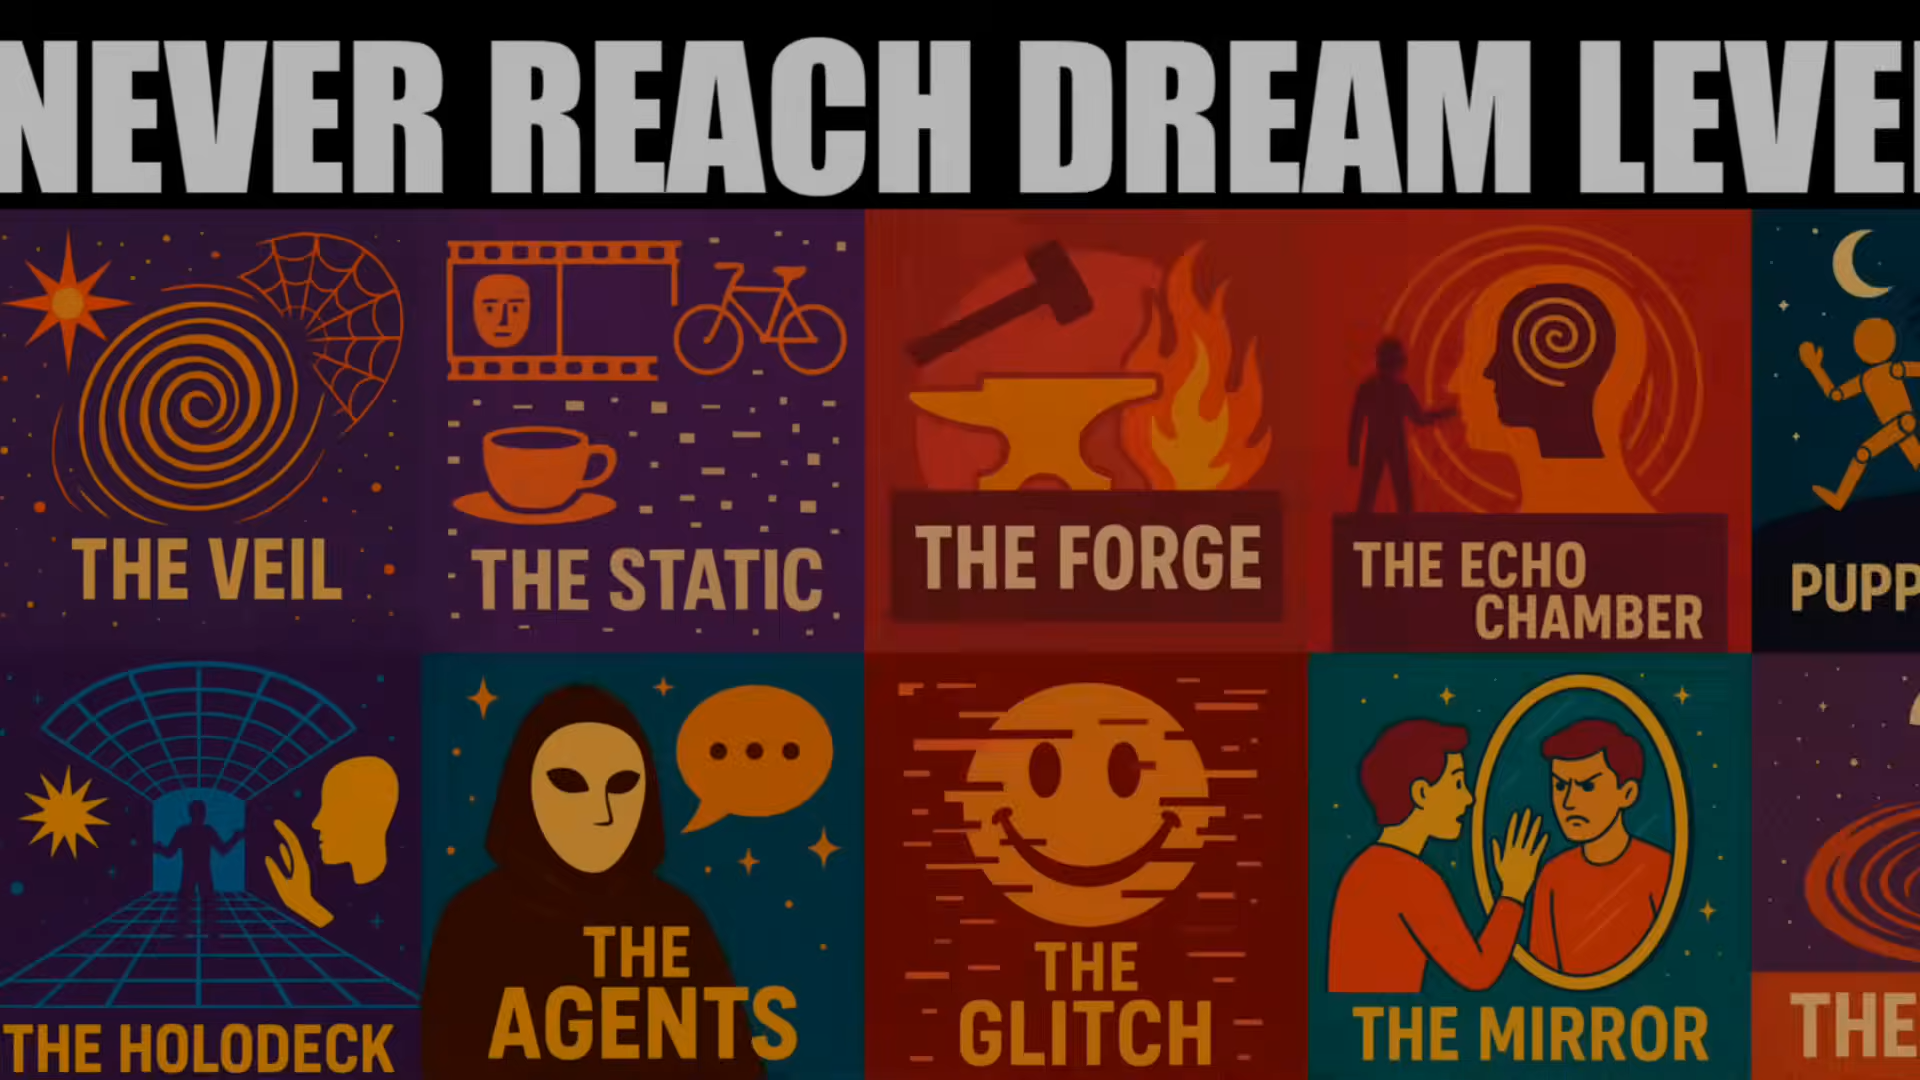 NEVER REACH DREAM LEVE
THE VEIL
THE STATIC
THE FORGE
THE ECHO
CHAMBER
PUPP
THE HOLODECK
THE
AGENTS
THE
GLITCH
THE MIRROR
THE